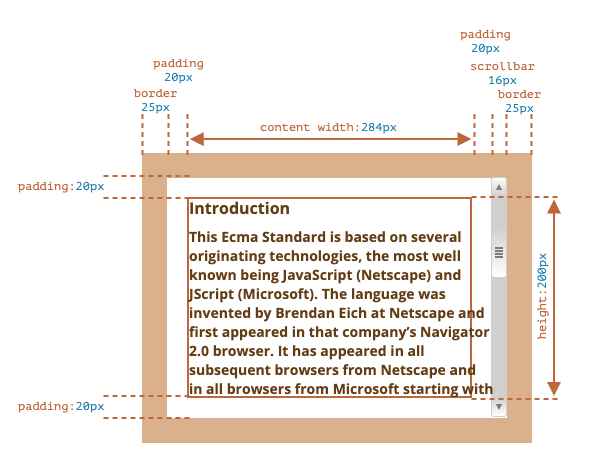 padding
20px
scrollbar
16px
border
25px
padding
20px
border
25px
content width:284px
padding:20px
Introduction
This Ecma Standard is based on several
originating technologies, the most well
known being JavaScript (Netscape) and
JScript (Microsoft). The language was
invented by Brendan Eich at Netscape and
first appeared in that company’s Navigator
2.0 browser. It has appeared in all
subsequent browsers from Netscape and
in all browsers from Microsoft starting with
height:200px
padding:20px